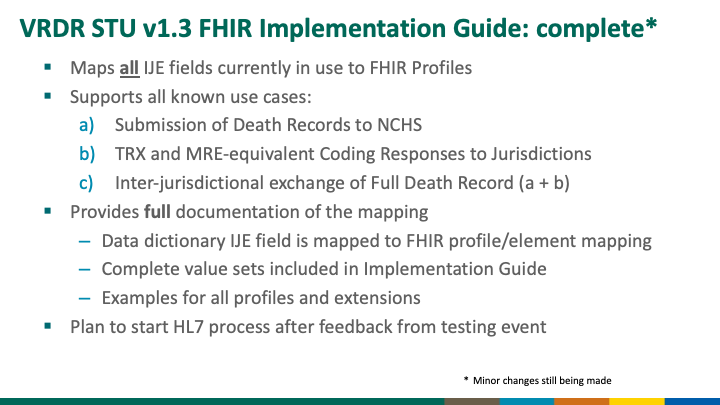 VRDR STU v1.3 FHIR Implementation Guide: complete*
▪ Maps all IJE fields currently in use to FHIR Profiles
▪ Supports all known use cases:
a) Submission of Death Records to NCHS
b) TRX and MRE-equivalent Coding Responses to Jurisdictions
c) Inter-jurisdictional exchange of Full Death Record (a + b)
▪ Provides full documentation of the mapping
– Data dictionary IJE field is mapped to FHIR profile/element mapping
– Complete value sets included in Implementation Guide
– Examples for all profiles and extensions
▪ Plan to start HL7 process after feedback from testing event
* Minor changes still being made